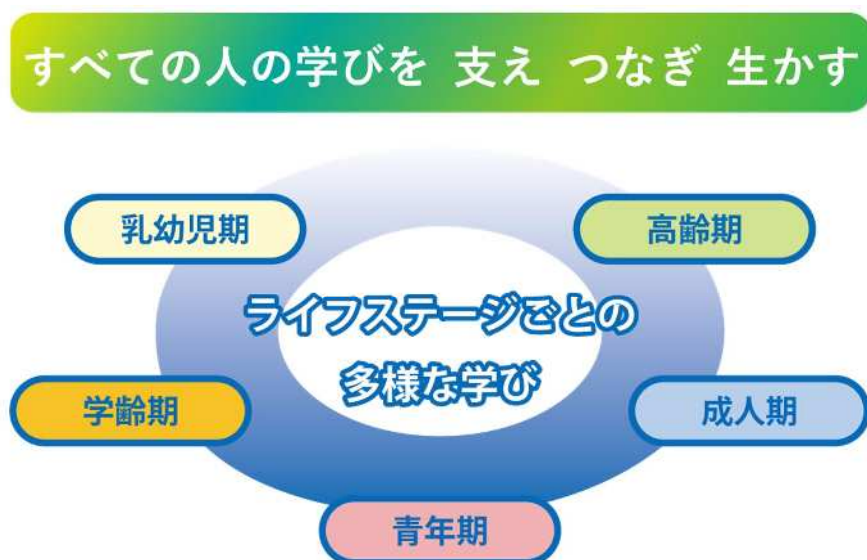 すべての人の学びを 支え つなぎ 生かす
乳幼児期
高齢期
ライフステージごとの
多様な学び
学齢期
成人期
青年期